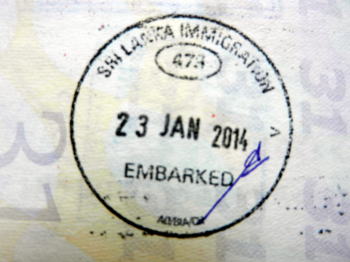 SRI LANKA IMMIGRATION
473
A
23 JAN 2014
EMBARKED